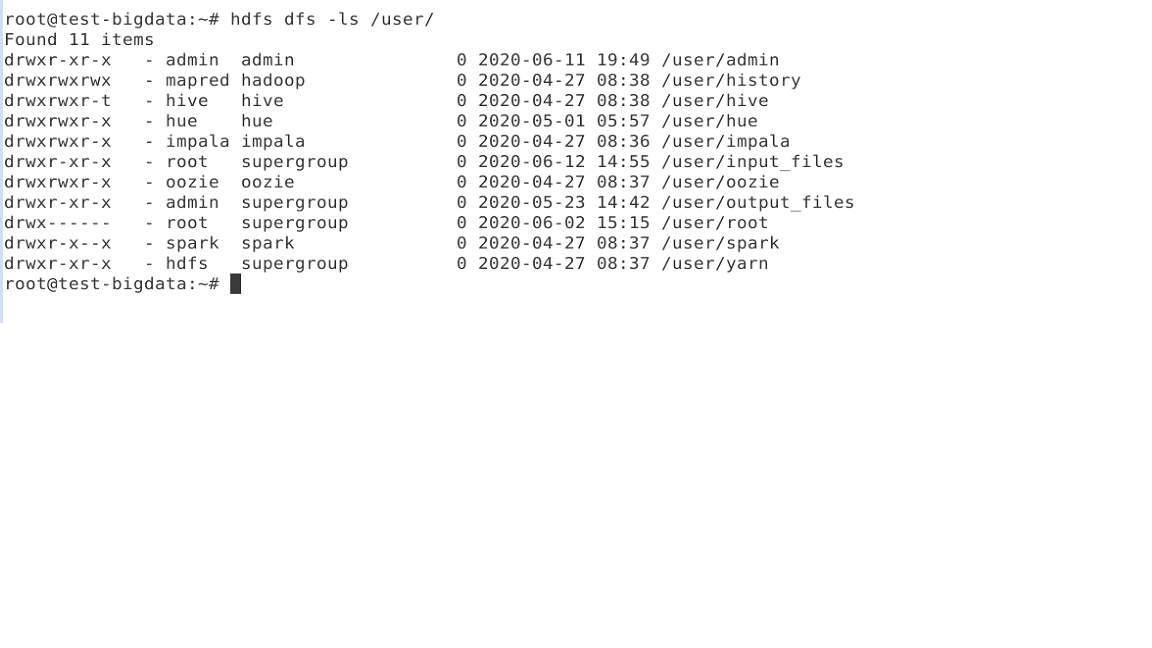 root@test-bigdata:~# hdfs dfs -ls /user/
Found 11 items
drwxr-xr-x   - admin  admin               0 2020-06-11 19:49 /user/admin
drwxrwxrwx   - mapred hadoop              0 2020-04-27 08:38 /user/history
drwxrwxr-t   - hive   hive                0 2020-04-27 08:38 /user/hive
drwxrwxr-x   - hue    hue                 0 2020-05-01 05:57 /user/hue
drwxrwxr-x   - impala impala              0 2020-04-27 08:36 /user/impala
drwxr-xr-x   - root   supergroup          0 2020-06-12 14:55 /user/input_files
drwxrwxr-x   - oozie  oozie               0 2020-04-27 08:37 /user/oozie
drwxr-xr-x   - admin  supergroup          0 2020-05-23 14:42 /user/output_files
drwx------   - root   supergroup          0 2020-06-02 15:15 /user/root
drwxr-x--x   - spark  spark               0 2020-04-27 08:37 /user/spark
drwxr-xr-x   - hdfs   supergroup          0 2020-04-27 08:37 /user/yarn
root@test-bigdata:~#